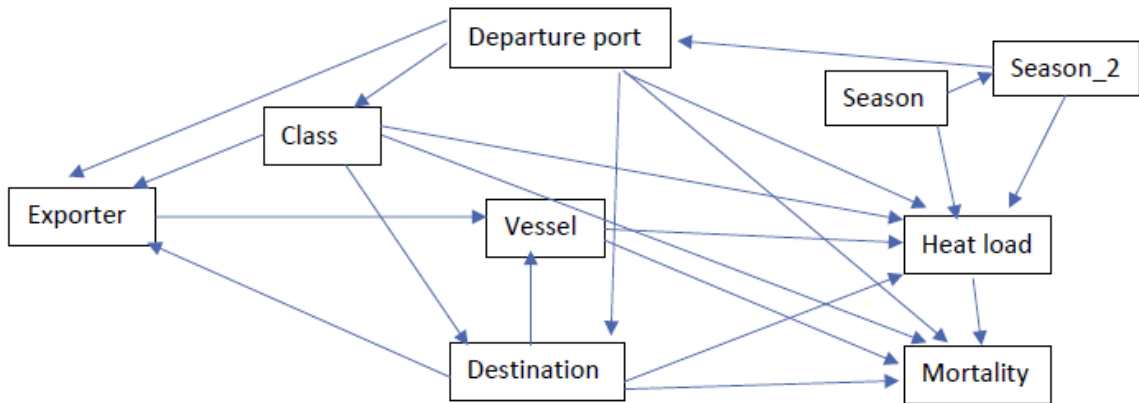 Departure port
Season_2
Season
Class
Exporter
Vessel
Heat load
Destination
Mortality